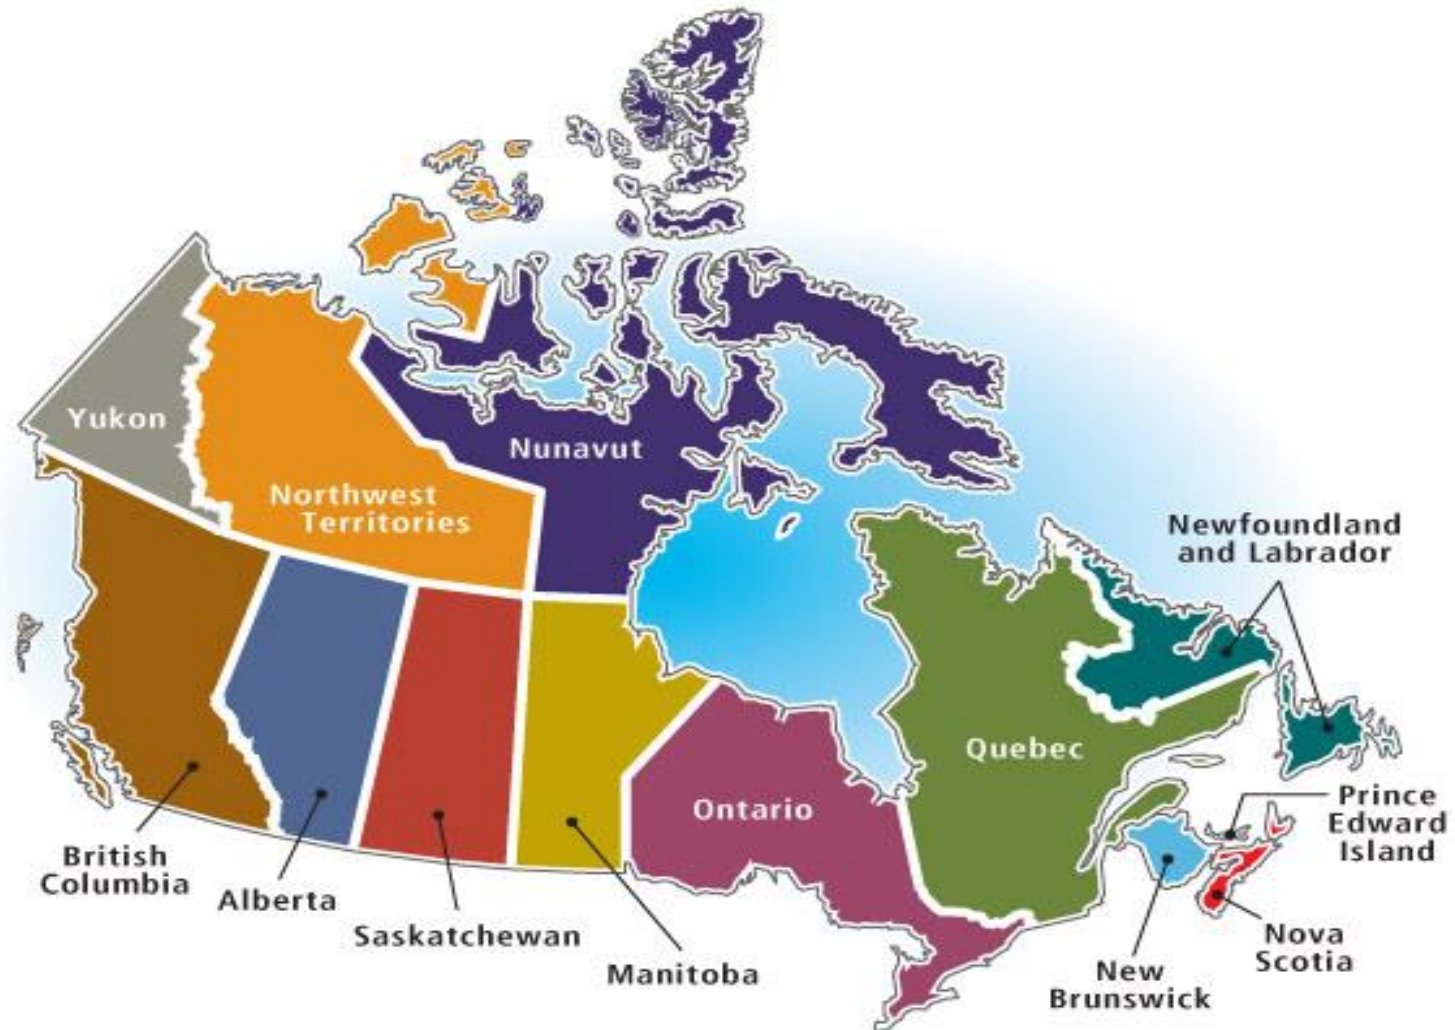 Yukon
Northwest
Territories
Nunavut
Newfoundland
and Labrador
Quebec
Ontario
Prince
Edward
Island
British
Columbia
Alberta
Saskatchewan
Manitoba
New
Brunswick
Nova
Scotia